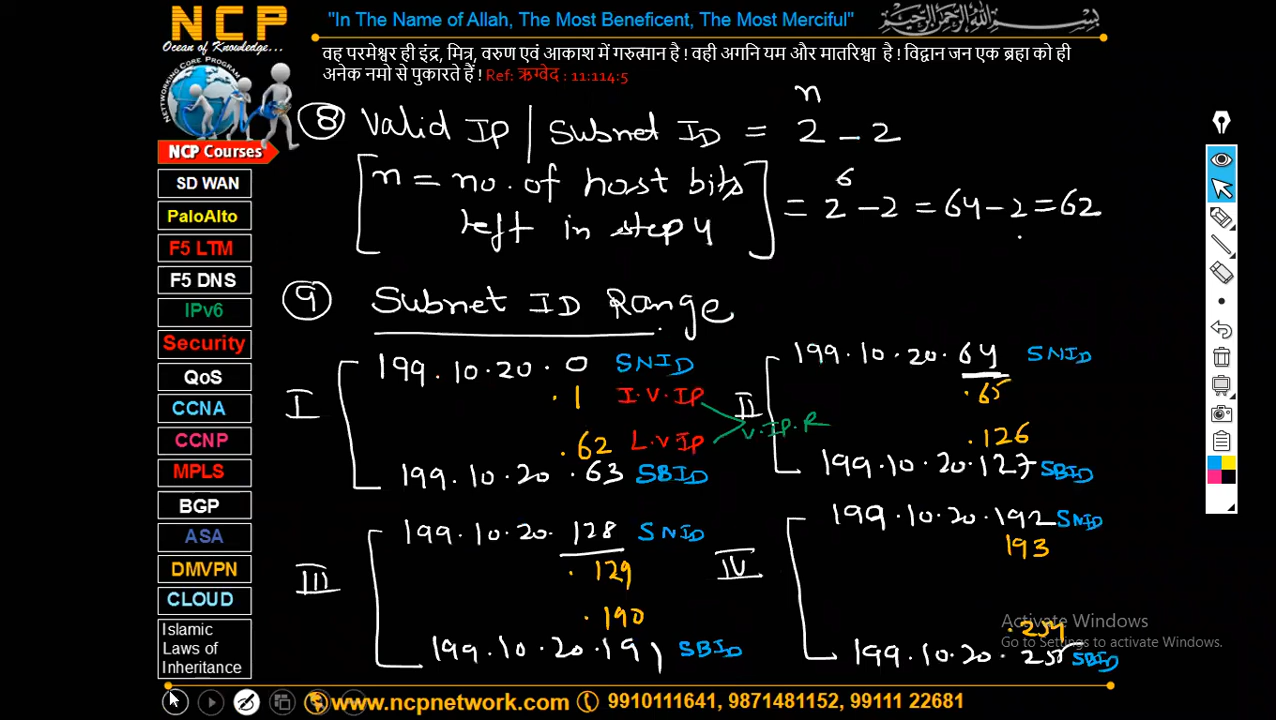 NCP
Ocean of Knowledge...
NETWORKING CORE PROGRAM
"In The Name of Allah, The Most Beneficent, The Most Merciful"
वह परमेश्वर ही इंद्र, मित्र, वरुण एवं आकाश में गरुत्मान है ! वही अगनि यम और मातरिश्वा है ! विद्वान जन एक ब्रहा को ही
अनेक नमो से पुकारते हैं ! Ref: ऋग्वेद : 11:114:5
NCP Courses
SD WAN
PaloAlto
F5 LTM
F5 DNS
IPv6
Security
QoS
CCNA
CCNP
MPLS
BGP
ASA
DMVPN
CLOUD
Islamic
Laws of
Inheritance
8 Valid IP | Subnet ID = 2^n - 2
[n = no. of host bits
left in step 4] = 2^6 - 2 = 64 - 2 = 62
9 Subnet ID Range
I 199.10.20.0 SNID
.1 I.V.IP
.62 L.V IP
V.IP.R
199.10.20.63 SBID
II 199.10.20.64 SNID
.65
.126
199.10.20.127 SBID
III 199.10.20.128 SNID
.129
.190
199.10.20.191 SBID
IV 199.10.20.192 SNID
193
.254
199.10.20.255 SBID
Activate Windows
Go to Settings to activate Windows.
www.ncpnetwork.com 9910111641, 9871481152, 99111 22681